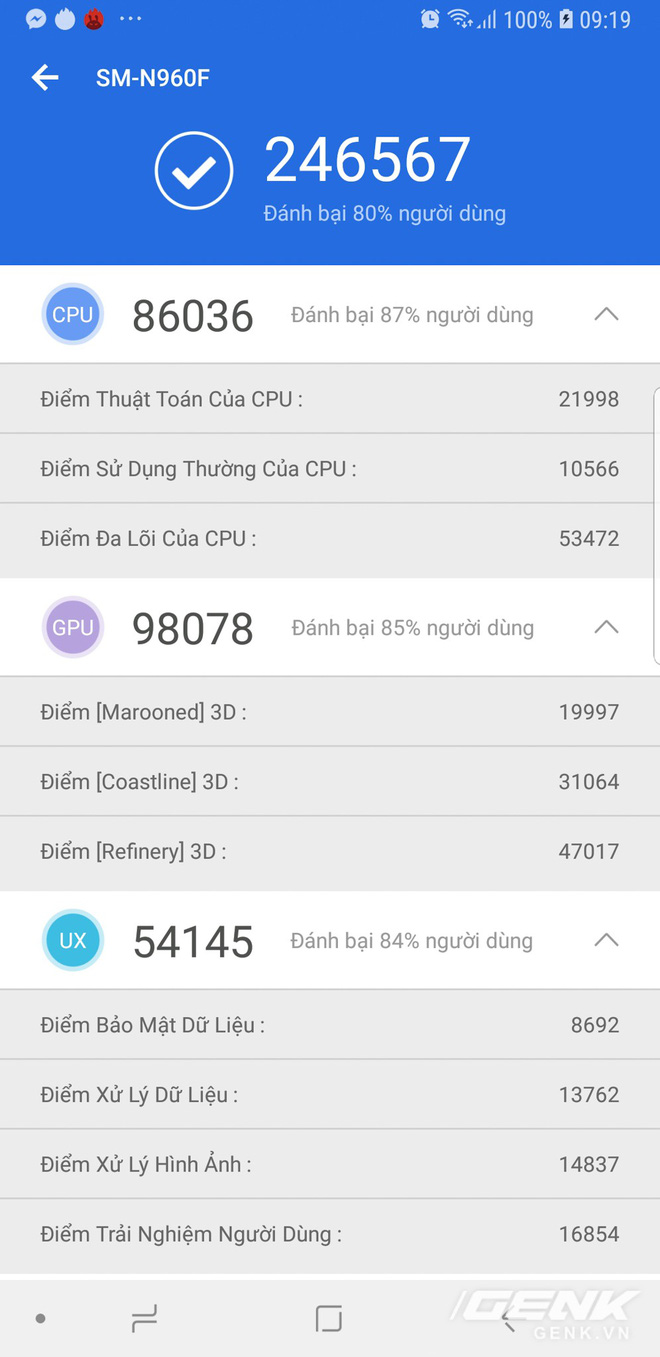 100% 09:19
SM-N960F
246567
Đánh bại 80% người dùng
CPU 86036 Đánh bại 87% người dùng
Điểm Thuật Toán Của CPU : 21998
Điểm Sử Dụng Thường Của CPU : 10566
Điểm Đa Lõi Của CPU : 53472
GPU 98078 Đánh bại 85% người dùng
Điểm [Marooned] 3D : 19997
Điểm [Coastline] 3D : 31064
Điểm [Refinery] 3D : 47017
UX 54145 Đánh bại 84% người dùng
Điểm Bảo Mật Dữ Liệu : 8692
Điểm Xử Lý Dữ Liệu : 13762
Điểm Xử Lý Hình Ảnh : 14837
Điểm Trải Nghiệm Người Dùng : 16854
GENK
GENK.VN